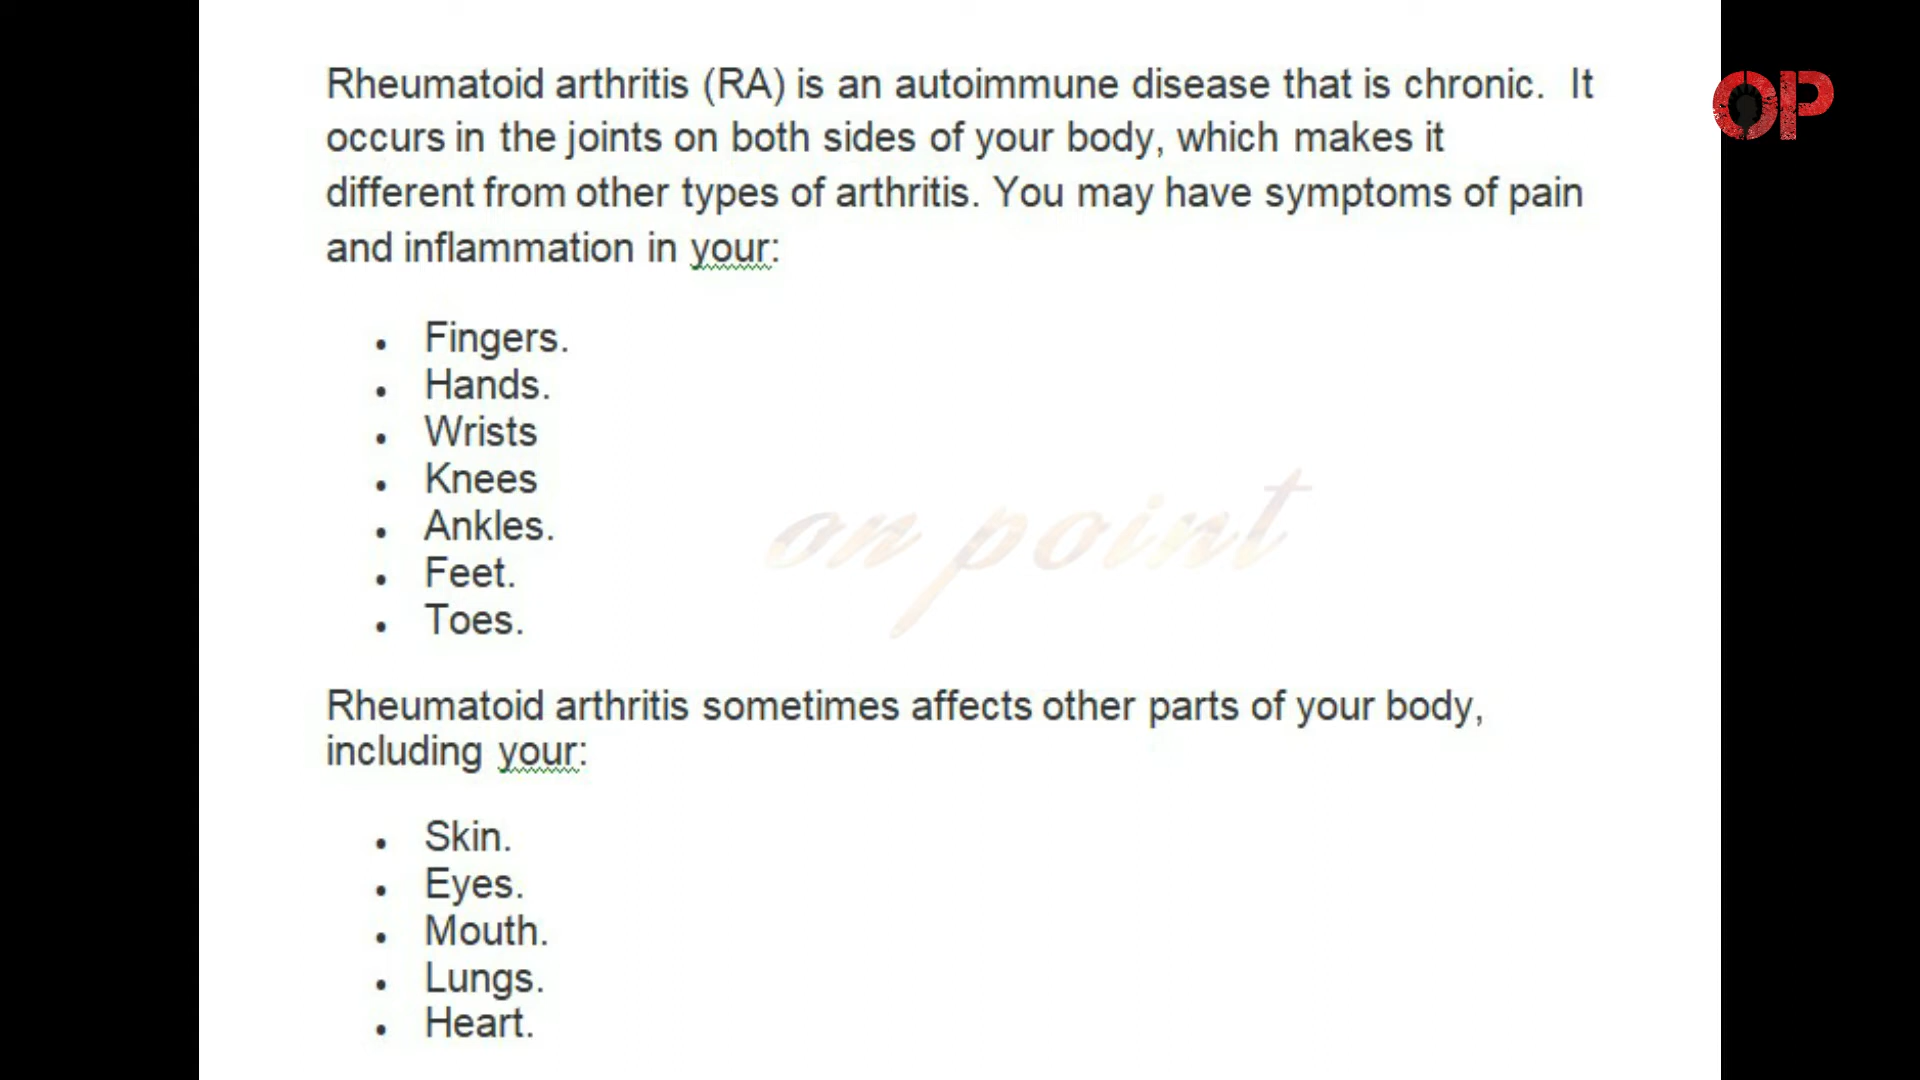 Rheumatoid arthritis (RA) is an autoimmune disease that is chronic. It
occurs in the joints on both sides of your body, which makes it
different from other types of arthritis. You may have symptoms of pain
and inflammation in your:
• Fingers.
• Hands.
• Wrists
• Knees
• Ankles.
• Feet.
• Toes.
Rheumatoid arthritis sometimes affects other parts of your body,
including your:
• Skin.
• Eyes.
• Mouth.
• Lungs.
• Heart.
OP
on point